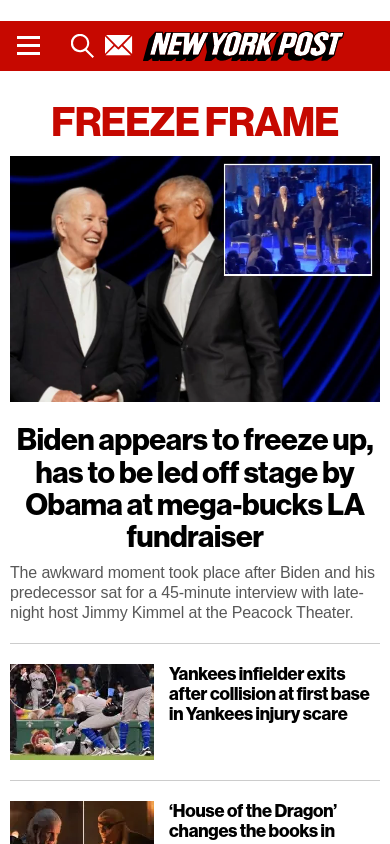 NEW YORK POST
FREEZE FRAME
Biden appears to freeze up,
has to be led off stage by
Obama at mega-bucks LA
fundraiser
The awkward moment took place after Biden and his
predecessor sat for a 45-minute interview with late-
night host Jimmy Kimmel at the Peacock Theater.
Yankees infielder exits
after collision at first base
in Yankees injury scare
‘House of the Dragon’
changes the books in